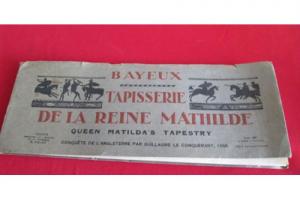 BAYEUX
TAPISSERIE
DE LA REINE MATHILDE
QUEEN MATILDA'S TAPESTRY
CONQUÊTE DE L'ANGLETERRE PAR GUILLAUME LE CONQUÉRANT, 1066